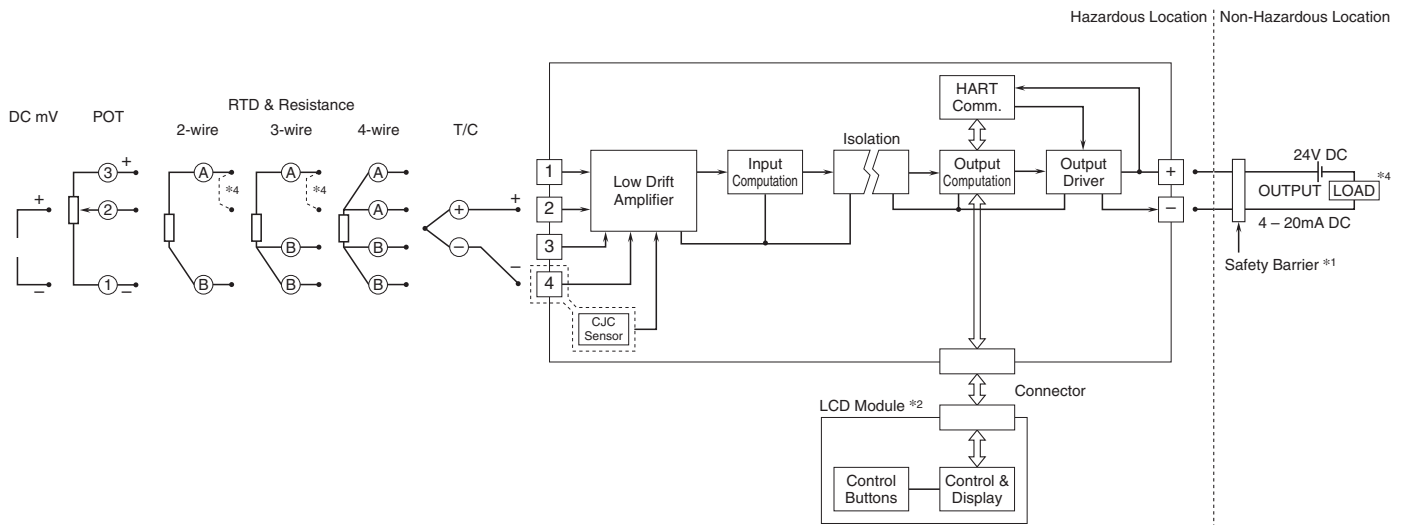 Hazardous Location
Non-Hazardous Location
DC mV
POT
RTD & Resistance
2-wire
3-wire
4-wire
T/C
+
–
3
+
2
1
–
A
*4
B
A
*4
B
B
A
A
B
B
+
–
+
–
1
2
3
4
CJC
Sensor
Low Drift
Amplifier
Input
Computation
Isolation
HART
Comm.
Output
Computation
Output
Driver
+
–
24V DC
OUTPUT
LOAD
*4
4 – 20mA DC
Safety Barrier *1
Connector
LCD Module *2
Control
Buttons
Control &
Display